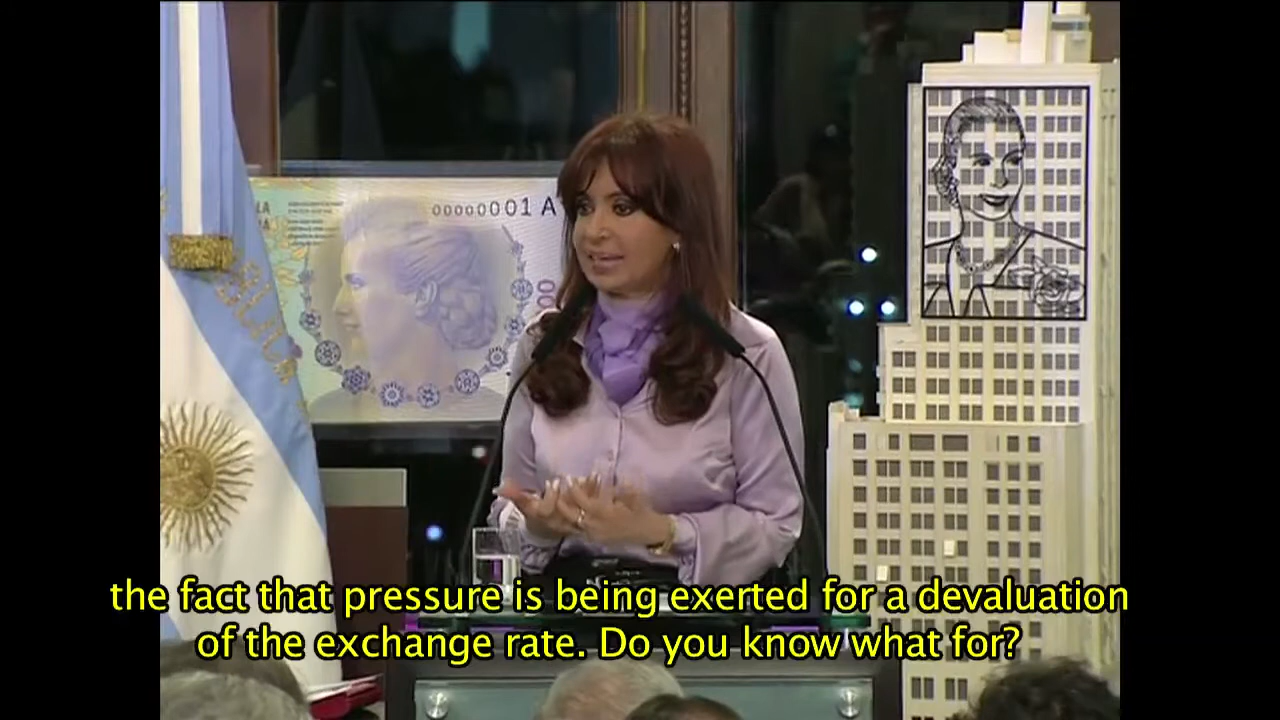 00000001 A
00
the fact that pressure is being exerted for a devaluation
of the exchange rate. Do you know what for?